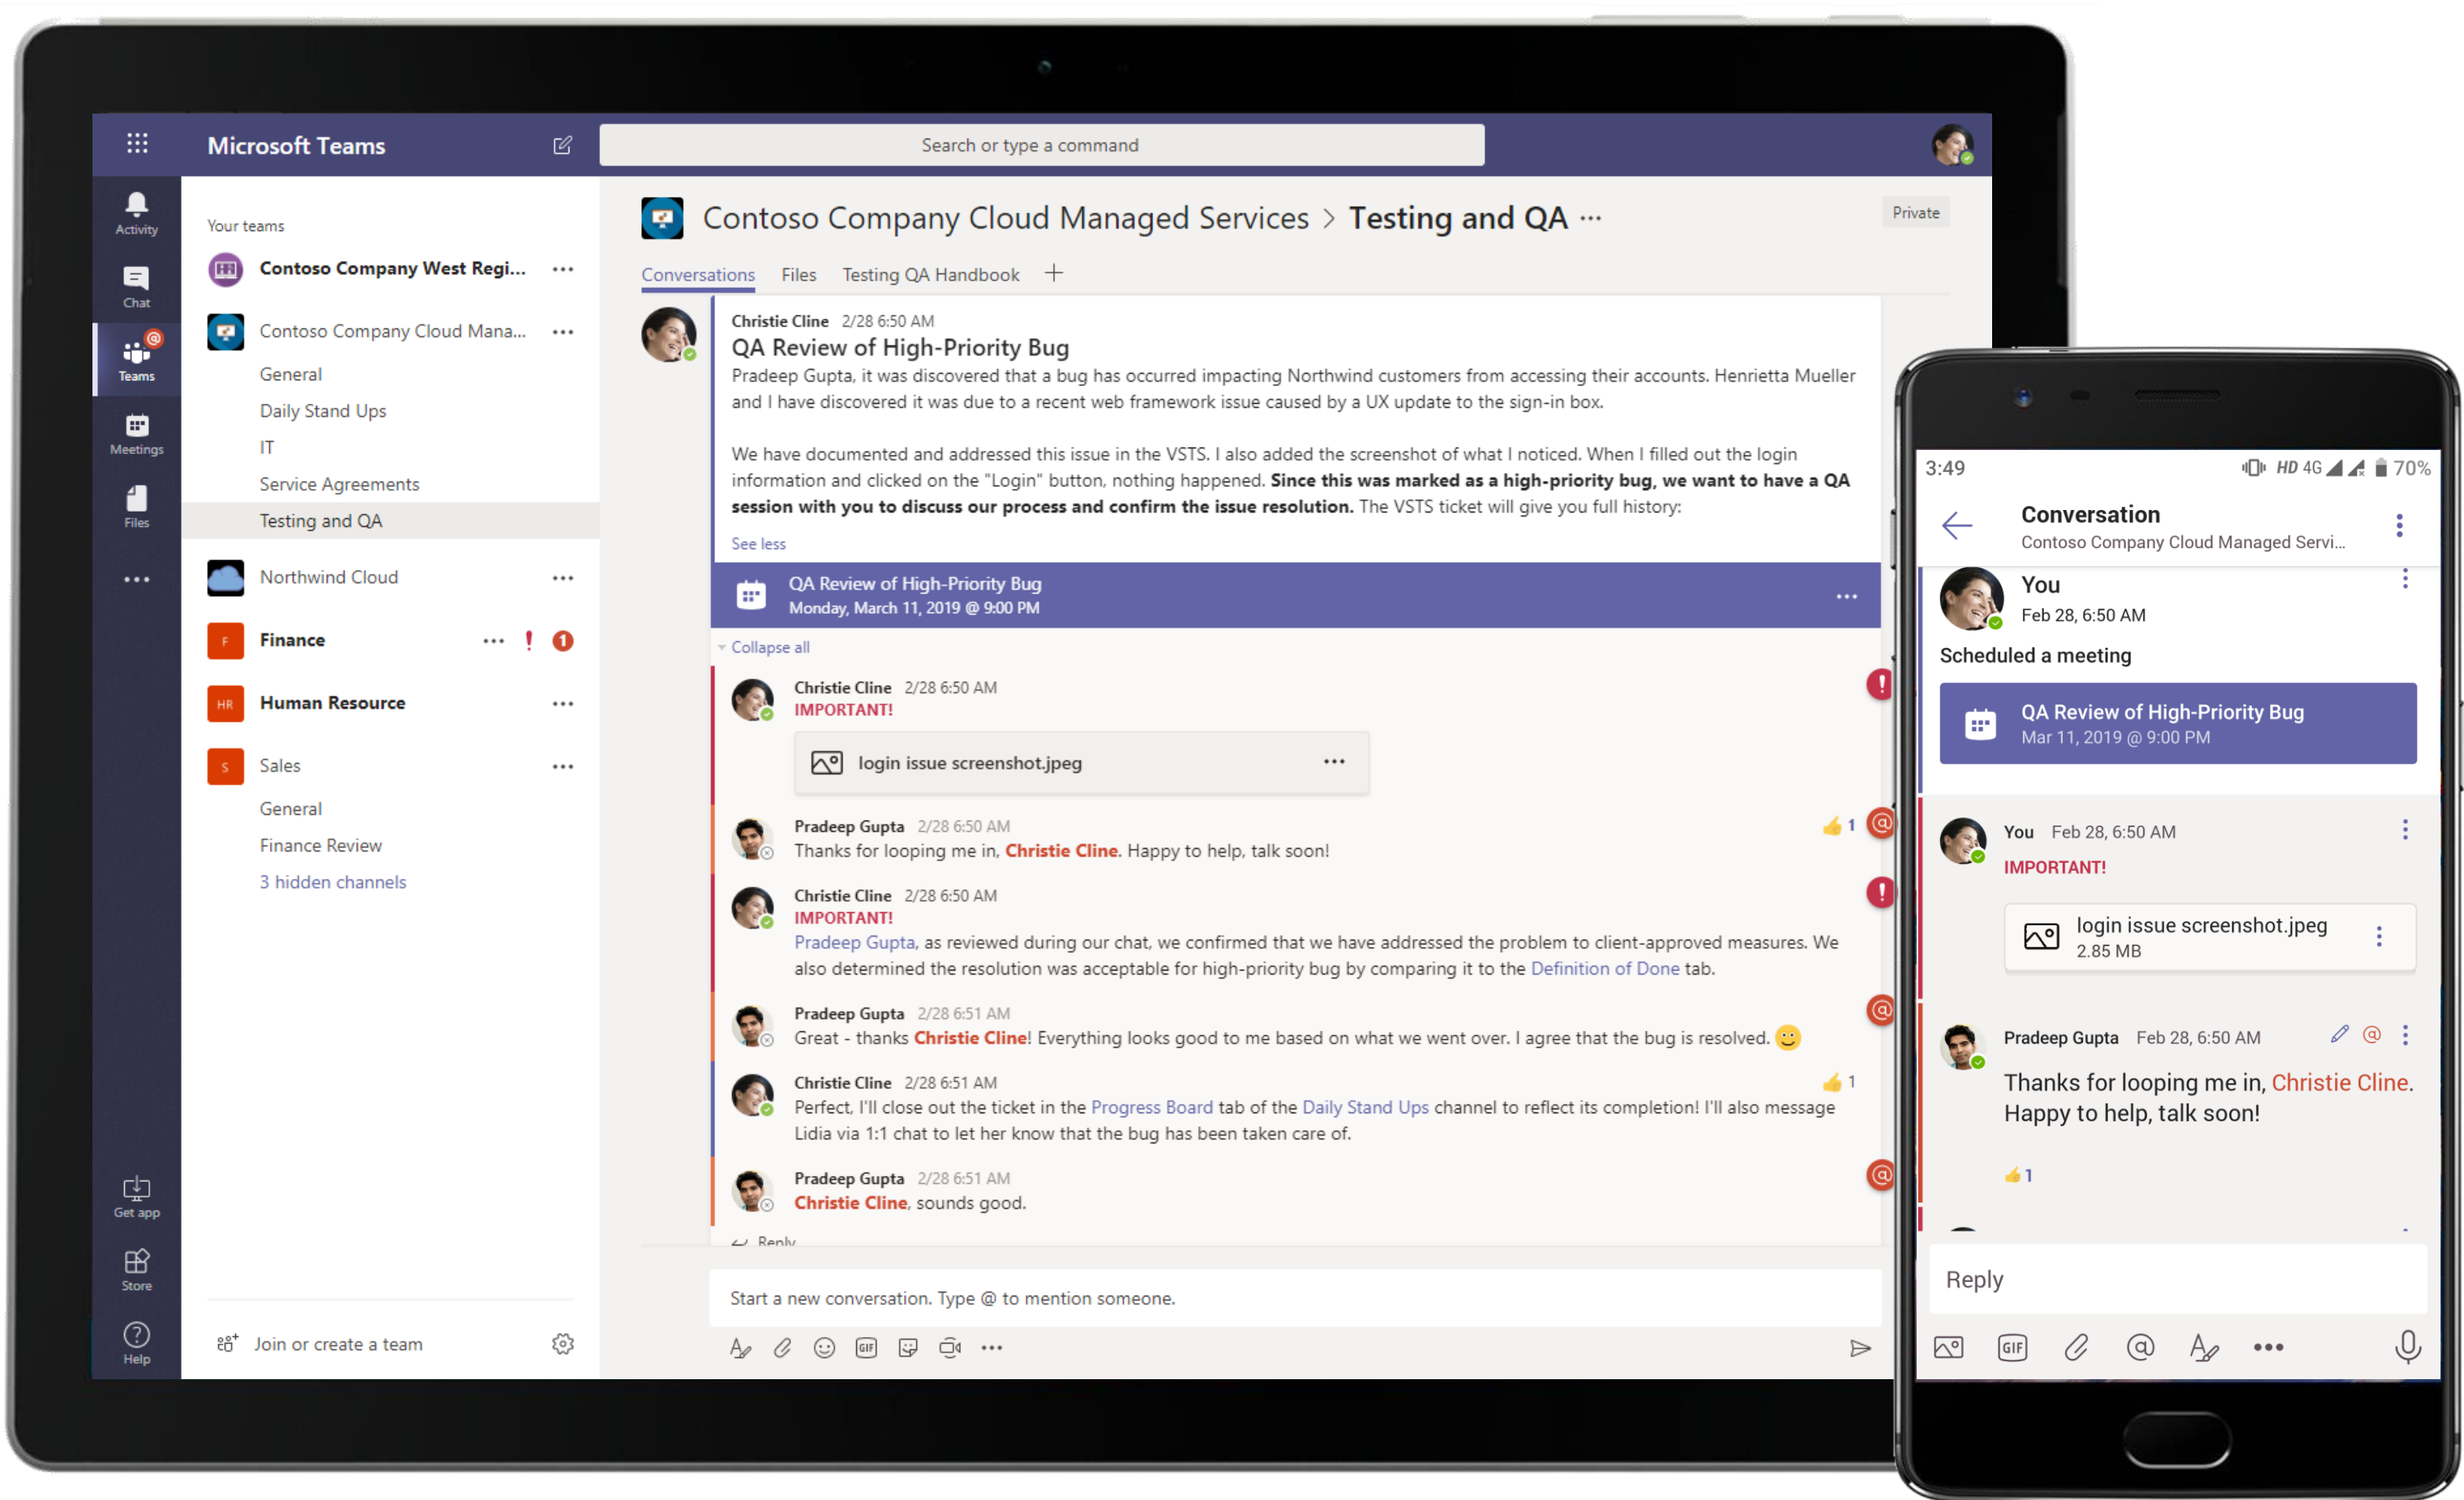 Microsoft Teams
Search or type a command
Activity
Chat
Teams
Meetings
Files
Get app
Store
Help
Your teams
Contoso Company West Regi...
Contoso Company Cloud Mana...
General
Daily Stand Ups
IT
Service Agreements
Testing and QA
Northwind Cloud
F Finance ! 1
HR Human Resource
S Sales
General
Finance Review
3 hidden channels
Join or create a team
Contoso Company Cloud Managed Services > Testing and QA ...
Private
Conversations Files Testing QA Handbook +
Christie Cline 2/28 6:50 AM
QA Review of High-Priority Bug
Pradeep Gupta, it was discovered that a bug has occurred impacting Northwind customers from accessing their accounts. Henrietta Mueller
and I have discovered it was due to a recent web framework issue caused by a UX update to the sign-in box.
We have documented and addressed this issue in the VSTS. I also added the screenshot of what I noticed. When I filled out the login
information and clicked on the "Login" button, nothing happened. Since this was marked as a high-priority bug, we want to have a QA
session with you to discuss our process and confirm the issue resolution. The VSTS ticket will give you full history:
See less
QA Review of High-Priority Bug
Monday, March 11, 2019 @ 9:00 PM
Collapse all
Christie Cline 2/28 6:50 AM
IMPORTANT!
login issue screenshot.jpeg
Pradeep Gupta 2/28 6:50 AM 1 @
Thanks for looping me in, Christie Cline. Happy to help, talk soon!
Christie Cline 2/28 6:50 AM
IMPORTANT!
Pradeep Gupta, as reviewed during our chat, we confirmed that we have addressed the problem to client-approved measures. We
also determined the resolution was acceptable for high-priority bug by comparing it to the Definition of Done tab.
Pradeep Gupta 2/28 6:51 AM @
Great - thanks Christie Cline! Everything looks good to me based on what we went over. I agree that the bug is resolved.
Christie Cline 2/28 6:51 AM 1
Perfect, I'll close out the ticket in the Progress Board tab of the Daily Stand Ups channel to reflect its completion! I'll also message
Lidia via 1:1 chat to let her know that the bug has been taken care of.
Pradeep Gupta 2/28 6:51 AM @
Christie Cline, sounds good.
Reply
Start a new conversation. Type @ to mention someone.
GIF
3:49 HD 4G 70%
Conversation
Contoso Company Cloud Managed Servi...
You
Feb 28, 6:50 AM
Scheduled a meeting
QA Review of High-Priority Bug
Mar 11, 2019 @ 9:00 PM
You Feb 28, 6:50 AM
IMPORTANT!
login issue screenshot.jpeg
2.85 MB
Pradeep Gupta Feb 28, 6:50 AM @
Thanks for looping me in, Christie Cline.
Happy to help, talk soon!
1
Reply
GIF @